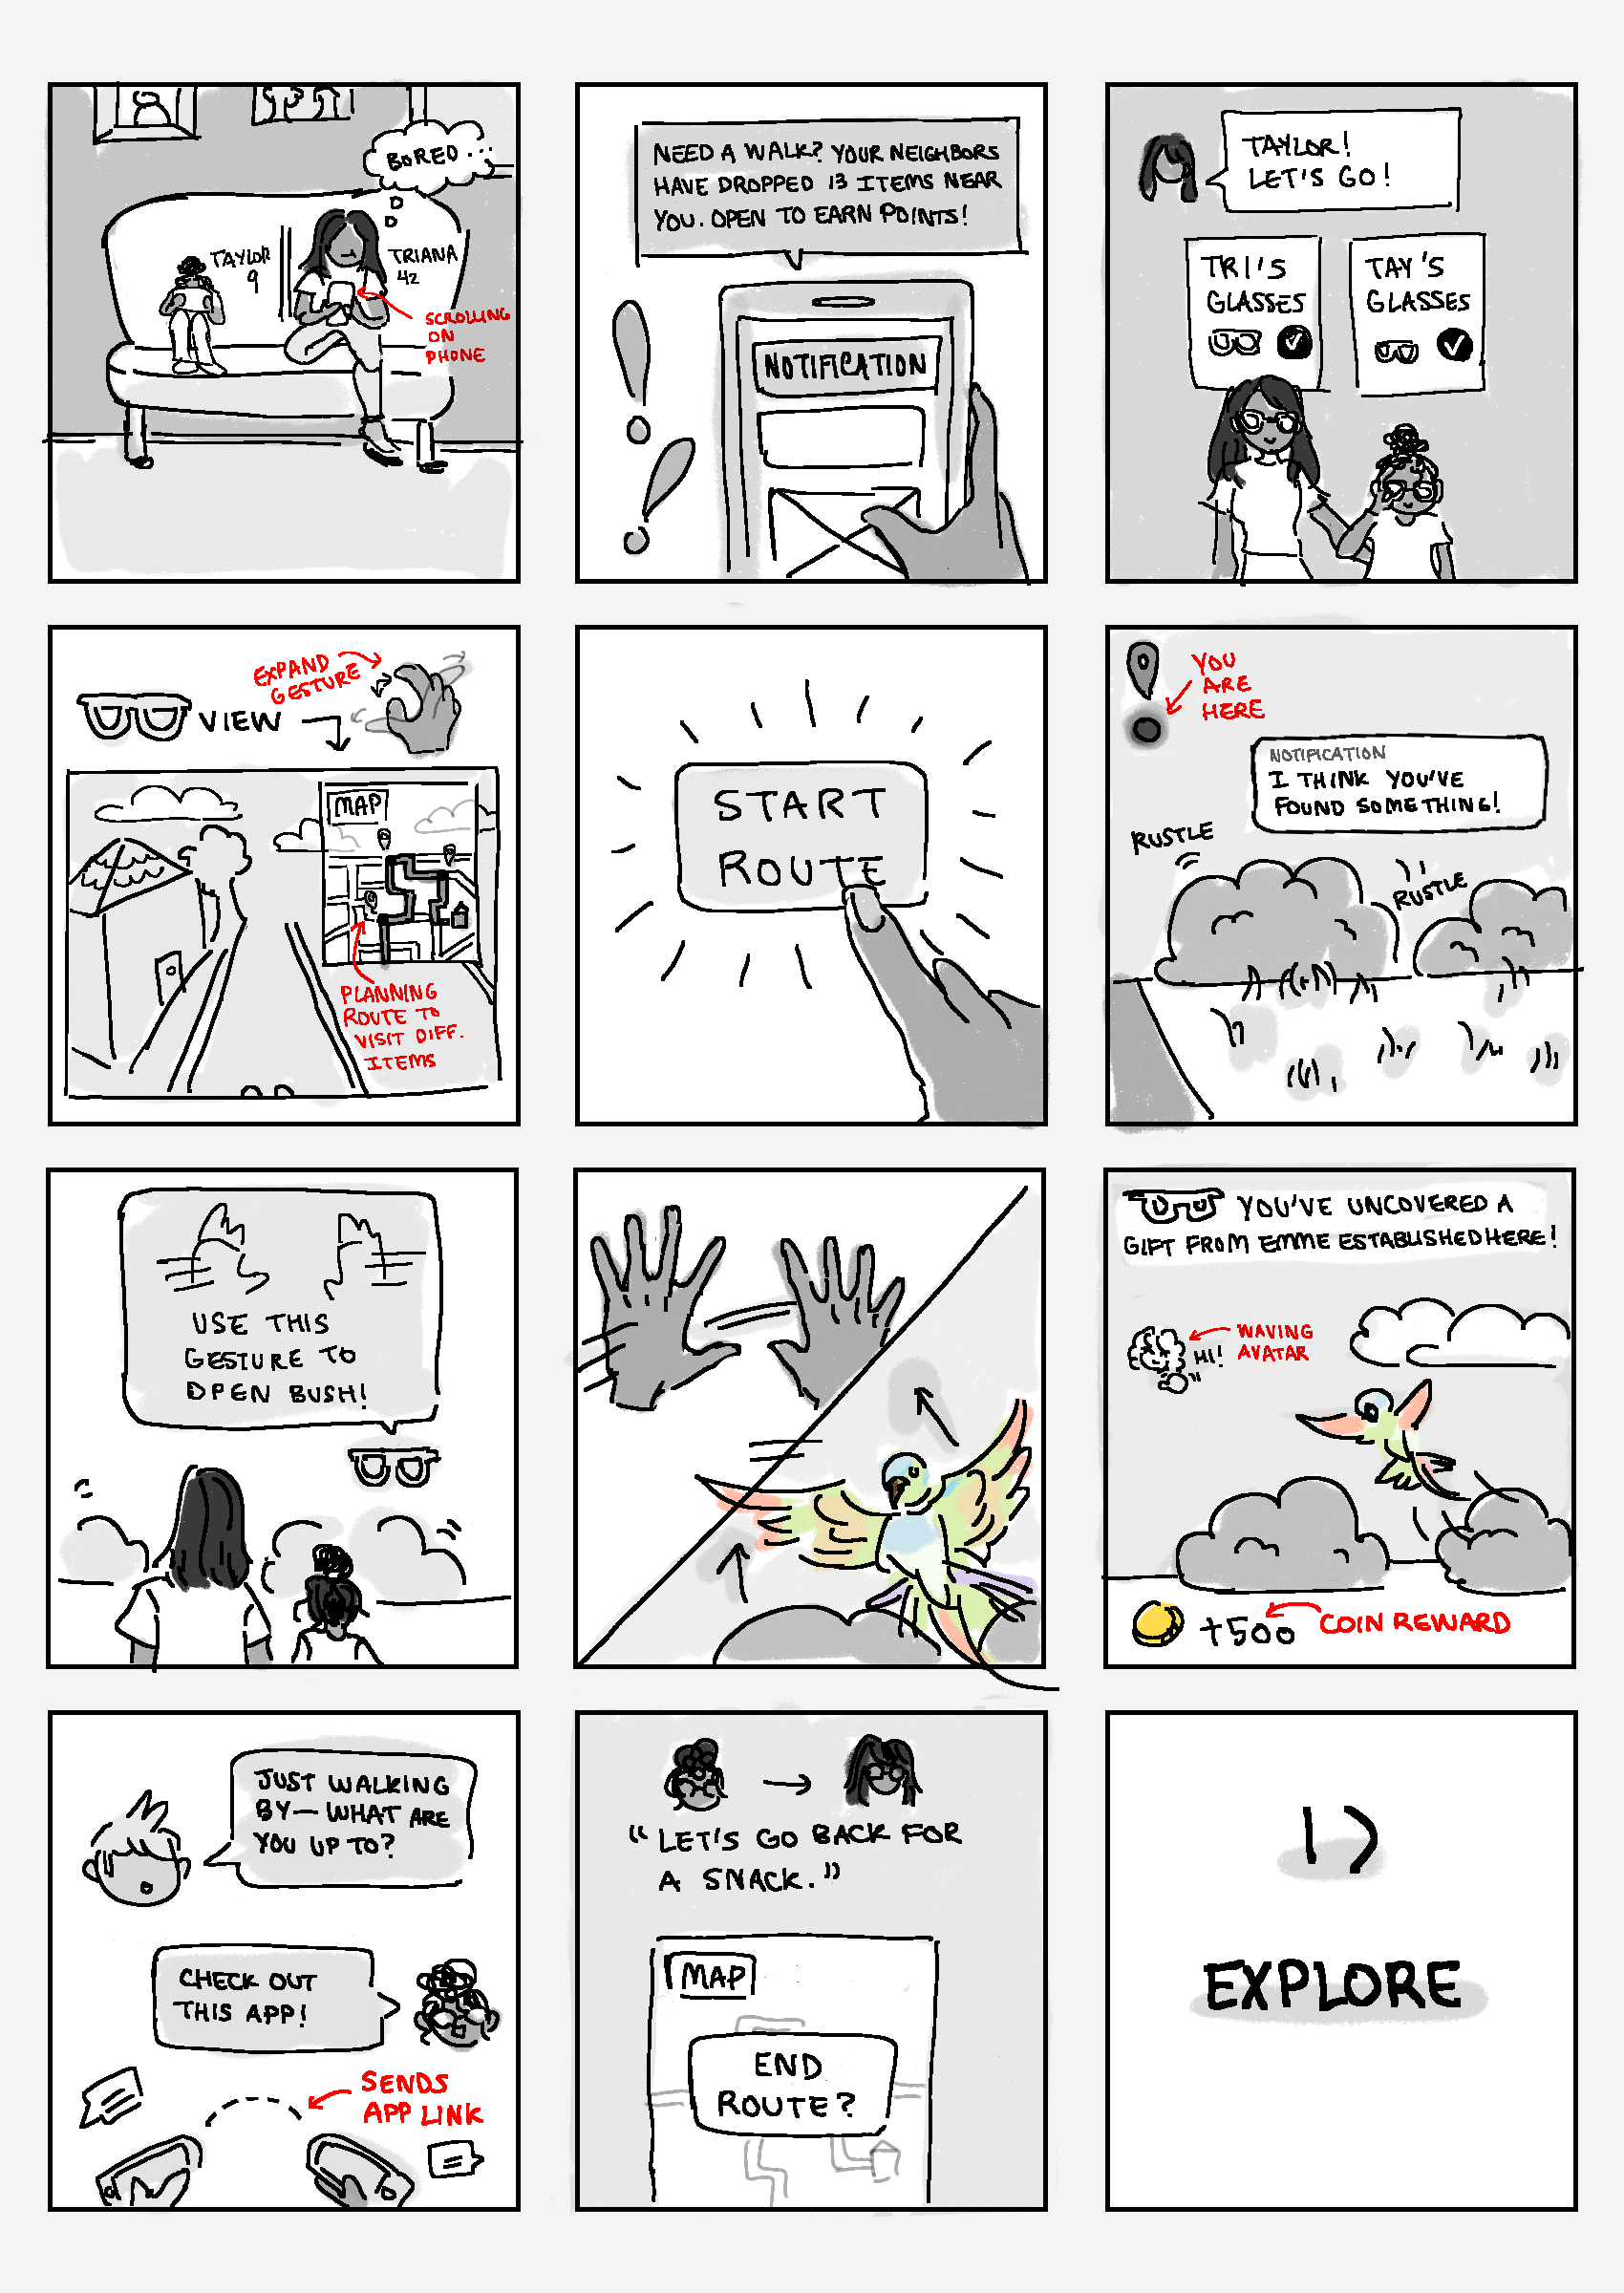 BORED...
TAYLOR
9
TRIANA
42
SCROLLING
ON
PHONE
NEED A WALK? YOUR NEIGHBORS
HAVE DROPPED 13 ITEMS NEAR
YOU. OPEN TO EARN POINTS!
NOTIFICATION
TAYLOR!
LET'S GO!
TRI'S
GLASSES
TAY'S
GLASSES
EXPAND
GESTURE
VIEW
MAP
PLANNING
ROUTE TO
VISIT DIFF.
ITEMS
START
ROUTE
YOU
ARE
HERE
NOTIFICATION
I THINK YOU'VE
FOUND SOMETHING!
RUSTLE
RUSTLE
USE THIS
GESTURE TO
OPEN BUSH!
YOU'VE UNCOVERED A
GIFT FROM EMME ESTABLISHED HERE!
HI!
WAVING
AVATAR
+500
COIN REWARD
JUST WALKING
BY— WHAT ARE
YOU UP TO?
CHECK OUT
THIS APP!
SENDS
APP LINK
"LET'S GO BACK FOR
A SNACK."
MAP
END
ROUTE?
EXPLORE